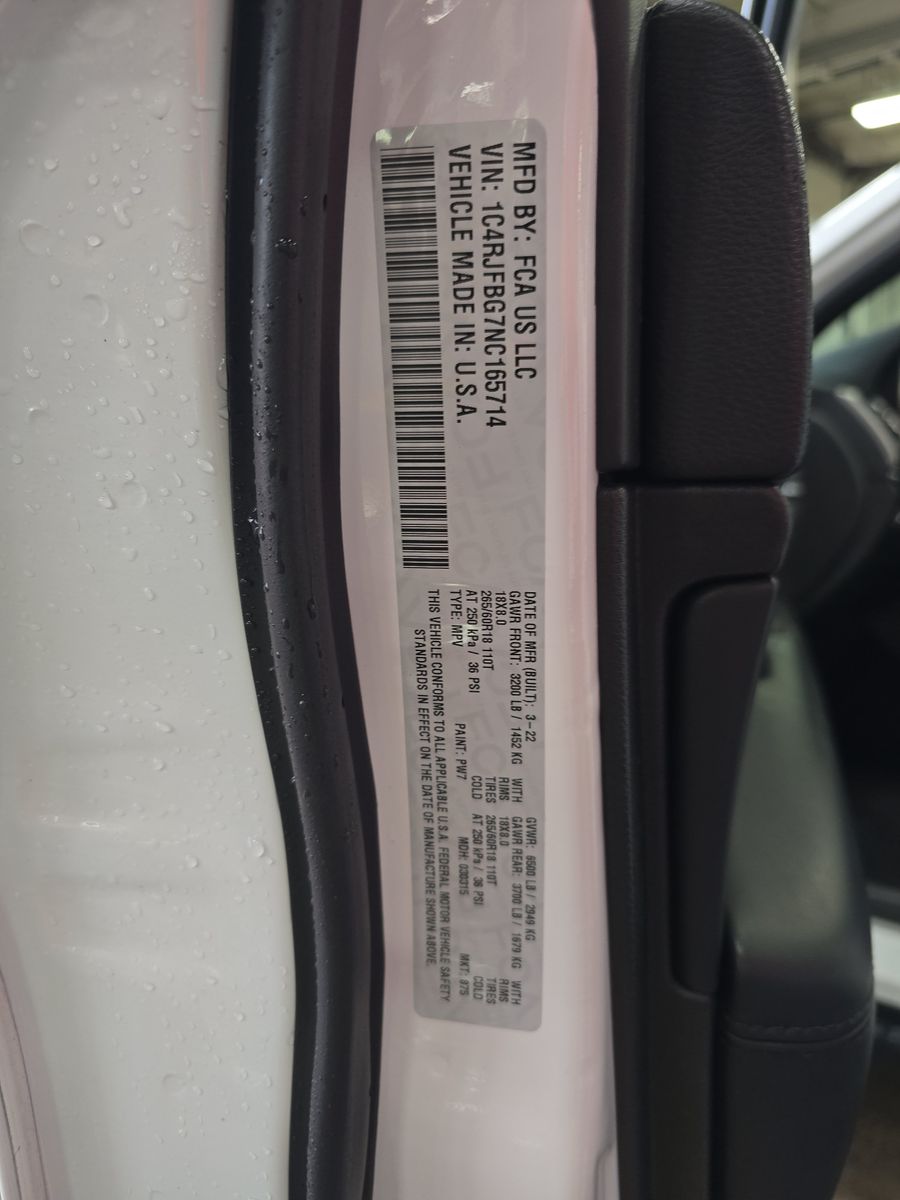 MFD BY: FCA US LLC
VIN: 1C4RJFBG7NC165714
VEHICLE MADE IN: U.S.A.
DATE OF MFR (BUILT): 3-22 GVWR: 6500 LB / 2949 KG
GAWR FRONT: 3200 LB / 1452 KG WITH GAWR REAR: 3700 LB / 1679 KG WITH
18X8.0 RIMS 18X8.0 RIMS
265/60R18 110T TIRES 265/60R18 110T TIRES
AT 250 kPa / 36 PSI COLD AT 250 kPa / 36 PSI COLD
TYPE: MPV PAINT: PW7 MDH: 030315 MKT: 87S
THIS VEHICLE CONFORMS TO ALL APPLICABLE U.S.A. FEDERAL MOTOR VEHICLE SAFETY
STANDARDS IN EFFECT ON THE DATE OF MANUFACTURE SHOWN ABOVE.